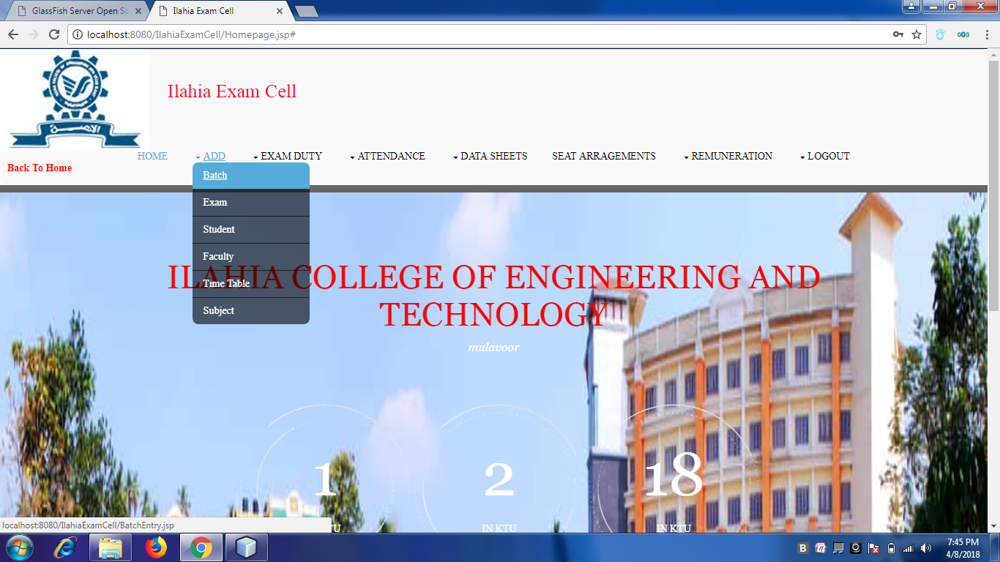 GlassFish Server Open So
Ilahia Exam Cell
localhost:8080/IlahiaExamCell/Homepage.jsp#
Ilahia Exam Cell
HOME ADD EXAM DUTY ATTENDANCE DATA SHEETS SEAT ARRAGEMENTS REMUNERATION LOGOUT
Back To Home
Batch
Exam
Student
Faculty
Time Table
Subject
ILAHIA COLLEGE OF ENGINEERING AND
TECHNOLOGY
mulavoor
1 2 18
IN KTU IN KTU
localhost:8080/IlahiaExamCell/BatchEntry.jsp
7:45 PM
4/8/2018